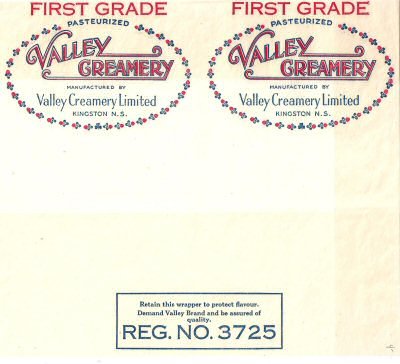 FIRST GRADE
PASTEURIZED
VALLEY
CREAMERY
MANUFACTURED BY
Valley Creamery Limited
KINGSTON N.S.
FIRST GRADE
PASTEURIZED
VALLEY
CREAMERY
MANUFACTURED BY
Valley Creamery Limited
KINGSTON N.S.
Retain this wrapper to protect flavour.
Demand Valley Brand and be assured of
quality.
REG. NO. 3725